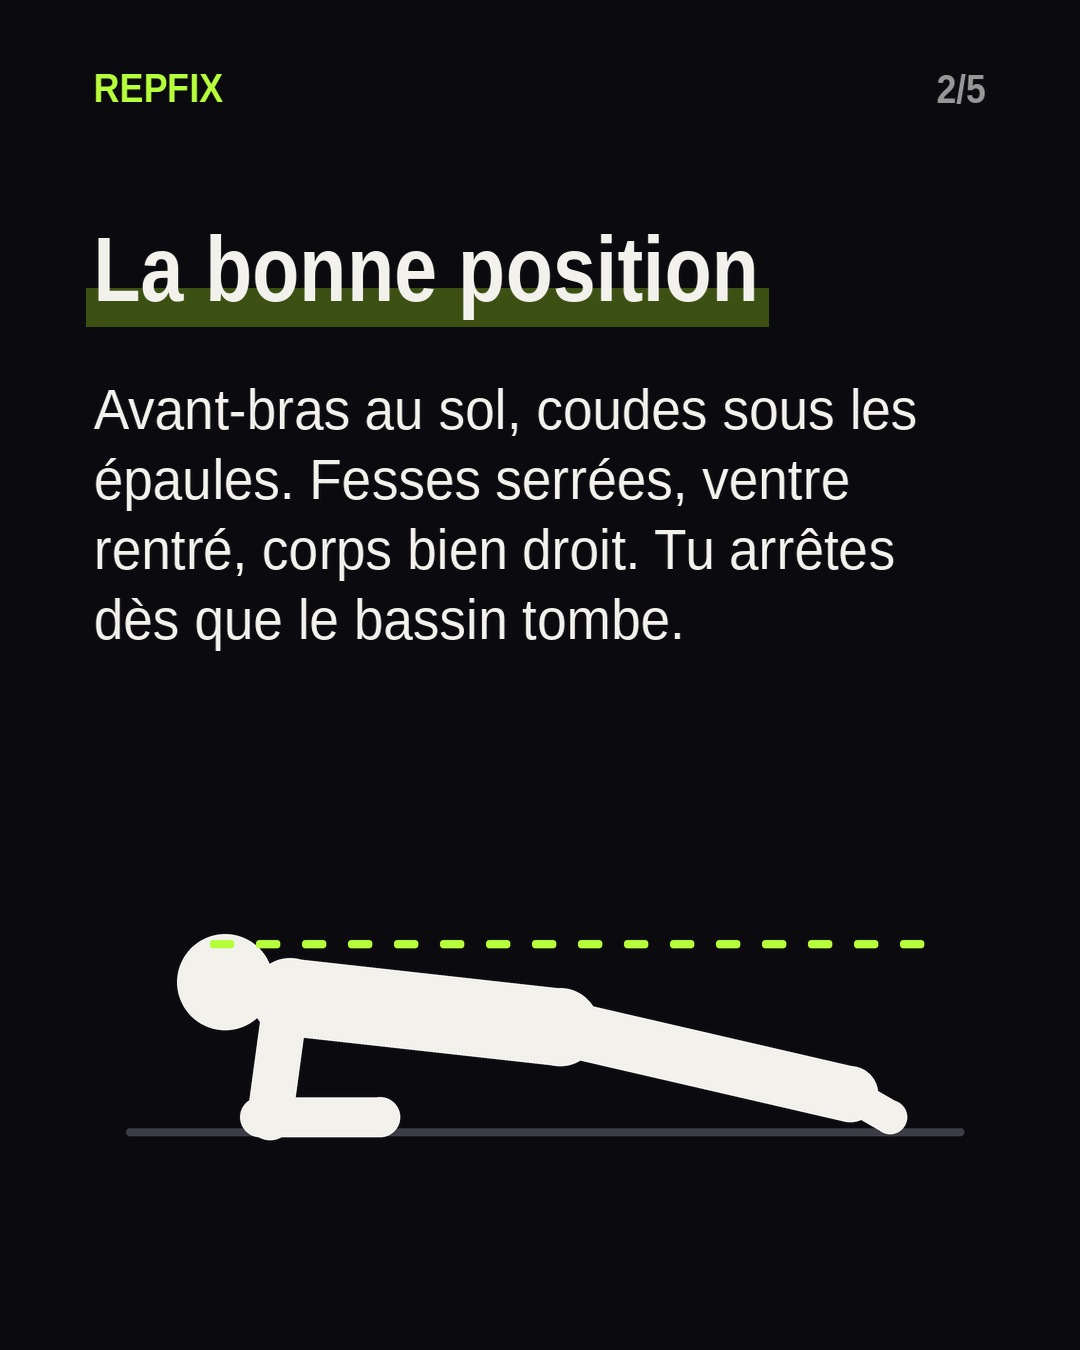 REPFIX
2/5
La bonne position
Avant-bras au sol, coudes sous les
épaules. Fesses serrées, ventre
rentré, corps bien droit. Tu arrêtes
dès que le bassin tombe.